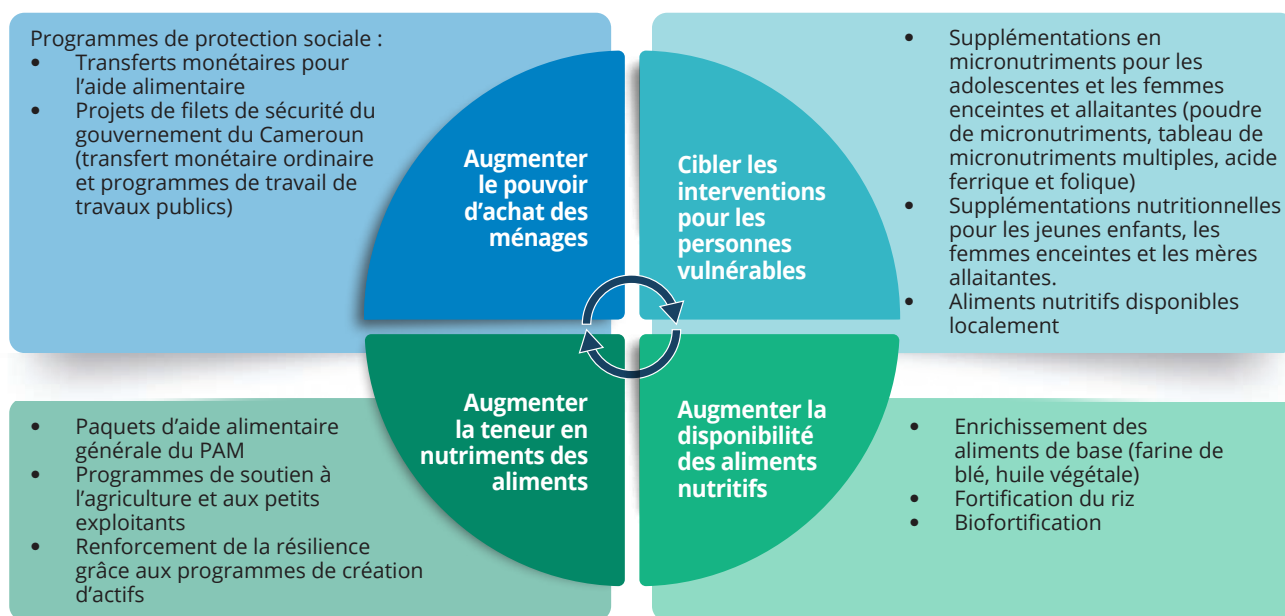 Programmes de protection sociale :
• Transferts monétaires pour
l’aide alimentaire
• Projets de filets de sécurité du
gouvernement du Cameroun
(transfert monétaire ordinaire
et programmes de travail de
travaux publics)
Augmenter
le pouvoir
d’achat des
ménages
Cibler les
interventions
pour les
personnes
vulnérables
• Supplémentations en
micronutriments pour les
adolescentes et les femmes
enceintes et allaitantes (poudre
de micronutriments, tableau de
micronutriments multiples, acide
ferrique et folique)
• Supplémentations nutritionnelles
pour les jeunes enfants, les
femmes enceintes et les mères
allaitantes.
• Aliments nutritifs disponibles
localement
• Paquets d’aide alimentaire
générale du PAM
• Programmes de soutien à
l’agriculture et aux petits
exploitants
• Renforcement de la résilience
grâce aux programmes de création
d’actifs
Augmenter
la teneur en
nutriments des
aliments
Augmenter la
disponibilité
des aliments
nutritifs
• Enrichissement des
aliments de base (farine de
blé, huile végétale)
• Fortification du riz
• Biofortification